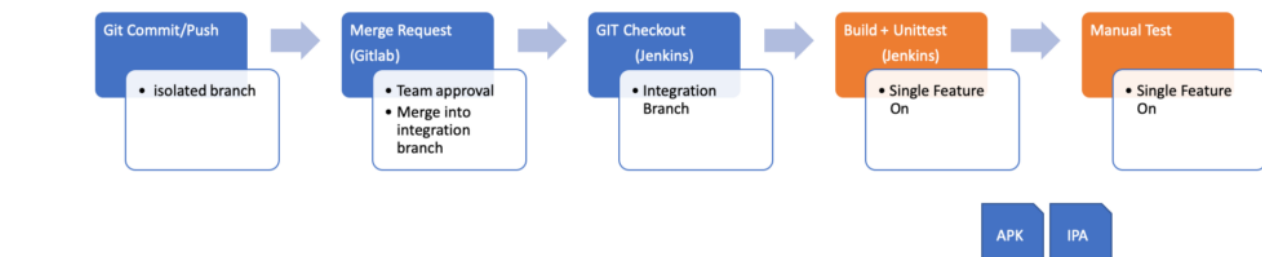 Git Commit/Push
• isolated branch
Merge Request
(Gitlab)
• Team approval
• Merge into
integration
branch
GIT Checkout
(Jenkins)
• Integration
Branch
Build + Unittest
(Jenkins)
• Single Feature
On
Manual Test
• Single Feature
On
APK
IPA